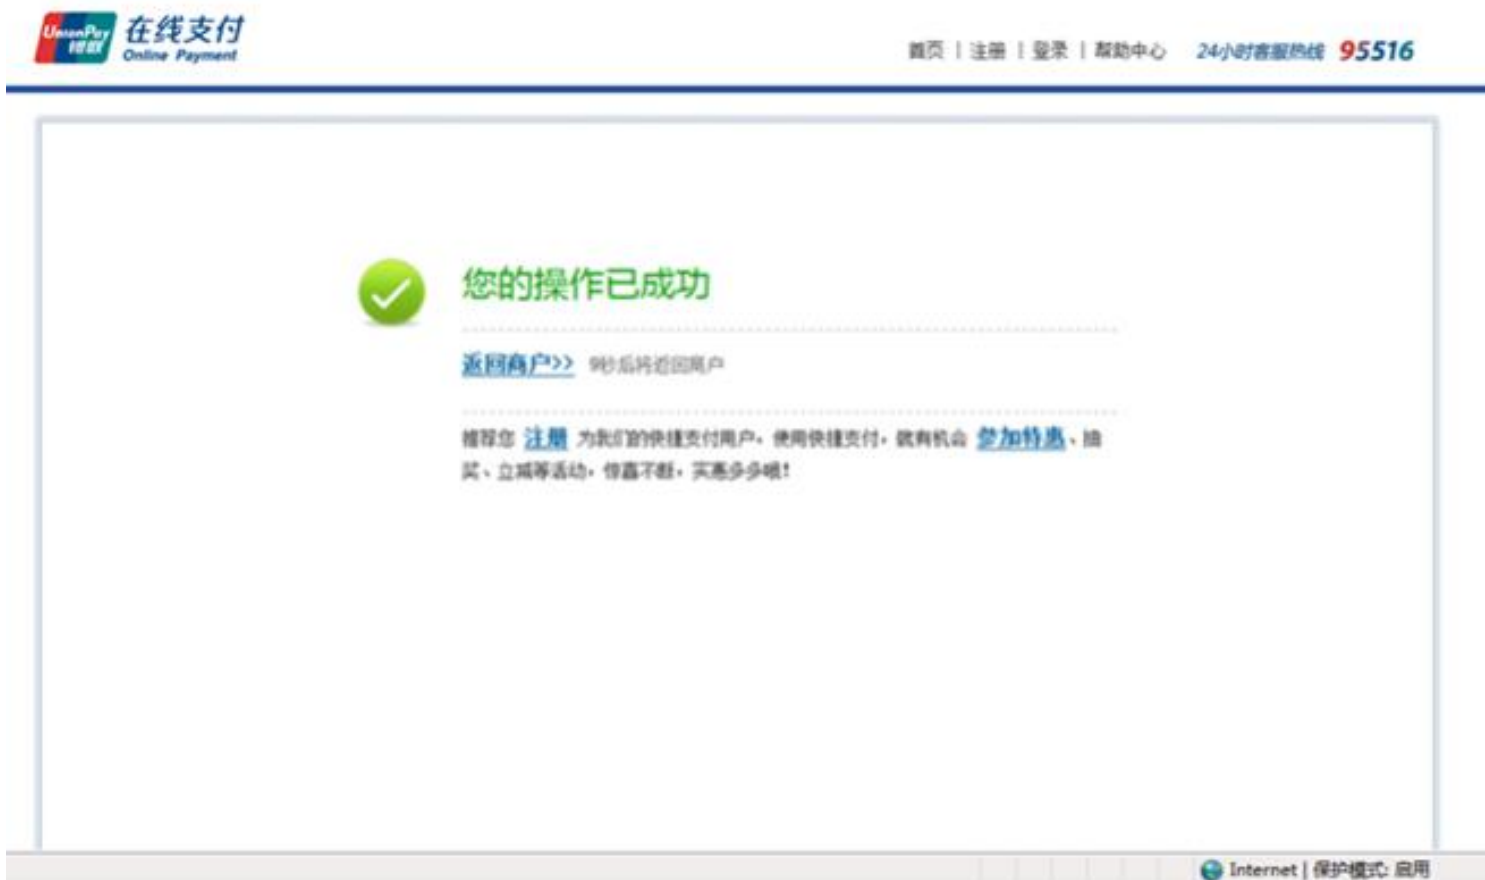 UnionPay
银联
在线支付
Online Payment
首页 | 注册 | 登录 | 帮助中心 24小时客服热线 95516
您的操作已成功
返回商户>> 9秒后将返回商户
推荐您 注册 为我们的快捷支付用户，使用快捷支付，就有机会 参加特惠、抽
奖、立减等活动，惊喜不断，实惠多多哦！
Internet | 保护模式: 启用